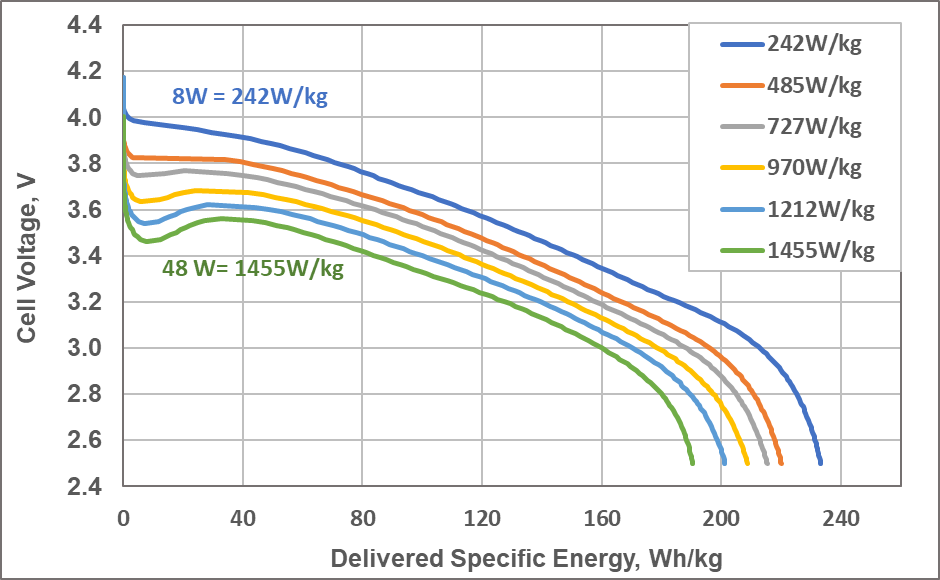 4.4
4.2
4.0
3.8
3.6
3.4
3.2
3.0
2.8
2.6
2.4
Cell Voltage, V
8W = 242W/kg
48 W= 1455W/kg
242W/kg
485W/kg
727W/kg
970W/kg
1212W/kg
1455W/kg
0 40 80 120 160 200 240
Delivered Specific Energy, Wh/kg